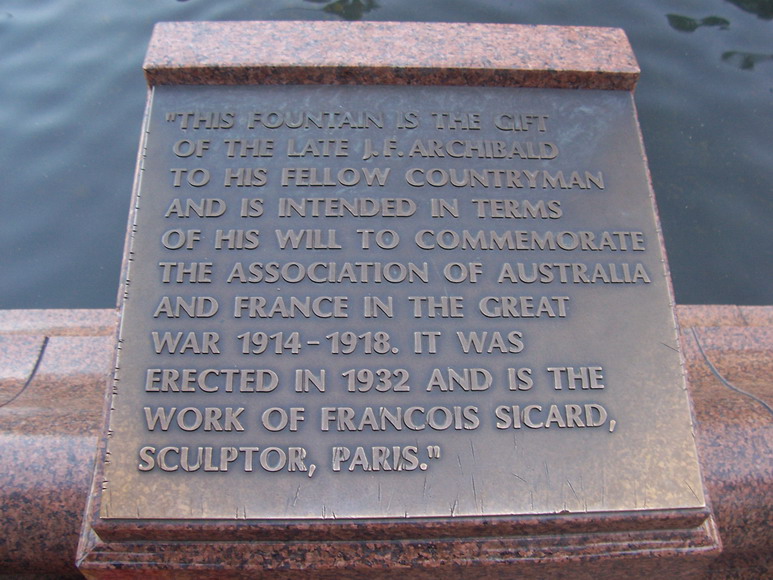 "THIS FOUNTAIN IS THE GIFT
OF THE LATE J.F. ARCHIBALD
TO HIS FELLOW COUNTRYMAN
AND IS INTENDED IN TERMS
OF HIS WILL TO COMMEMORATE
THE ASSOCIATION OF AUSTRALIA
AND FRANCE IN THE GREAT
WAR 1914-1918. IT WAS
ERECTED IN 1932 AND IS THE
WORK OF FRANCOIS SICARD,
SCULPTOR, PARIS."